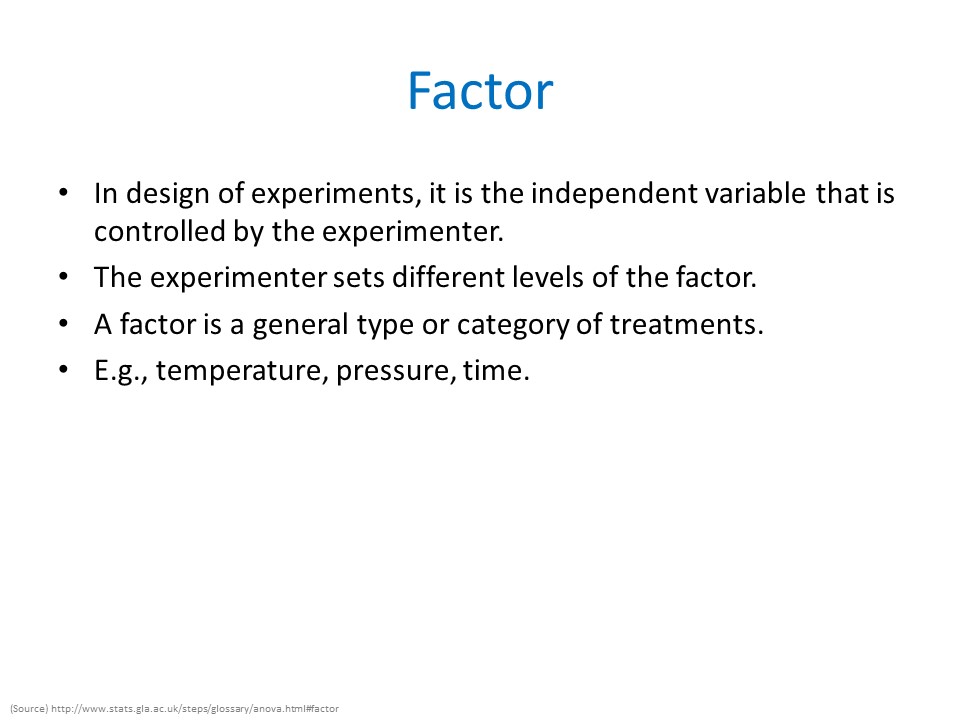 Factor
• In design of experiments, it is the independent variable that is
controlled by the experimenter.
• The experimenter sets different levels of the factor.
• A factor is a general type or category of treatments.
• E.g., temperature, pressure, time.
(Source) http://www.stats.gla.ac.uk/steps/glossary/anova.html#factor